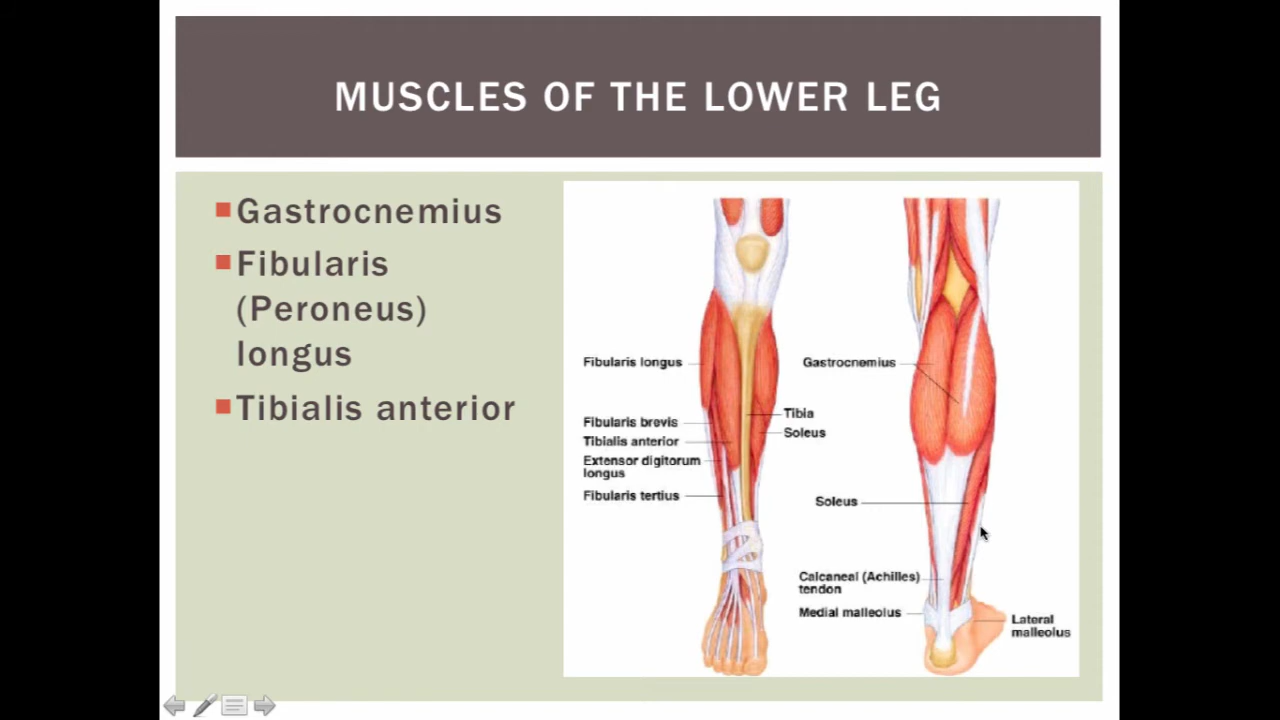 MUSCLES OF THE LOWER LEG
Gastrocnemius
Fibularis
(Peroneus)
longus
Tibialis anterior
Fibularis longus
Fibularis brevis
Tibialis anterior
Extensor digitorum
longus
Fibularis tertius
Tibia
Soleus
Gastrocnemius
Soleus
Calcaneal (Achilles)
tendon
Medial malleolus
Lateral
malleolus